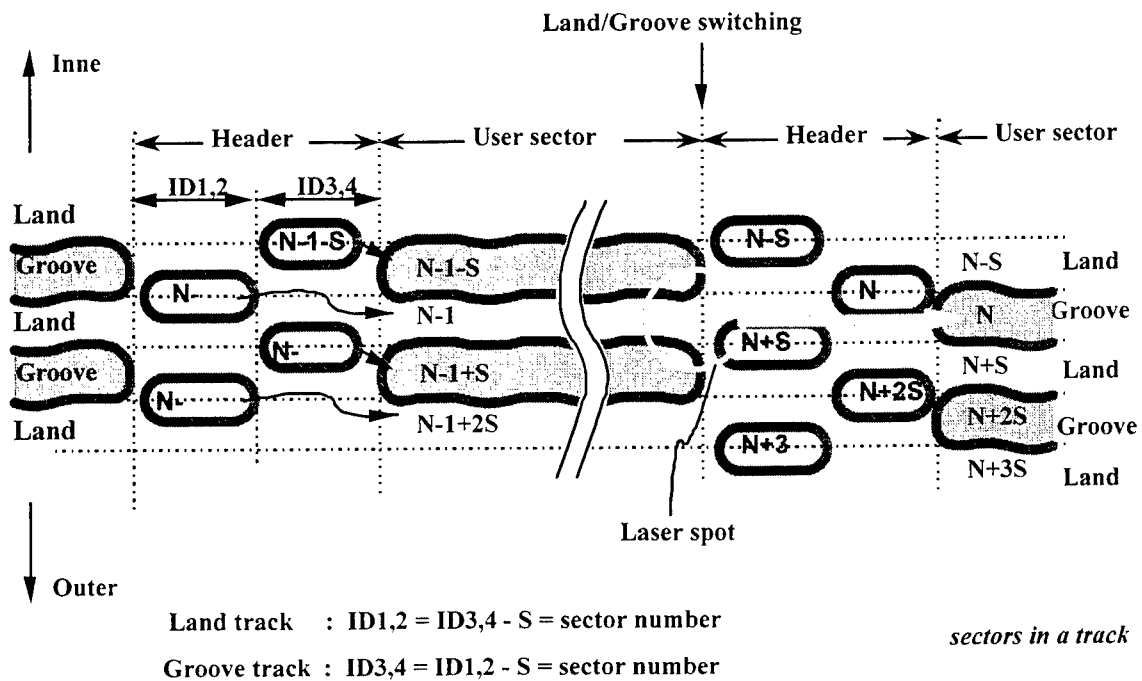 Land/Groove switching
Inne
Header
User sector
Header
User sector
ID1,2
ID3,4
Land
Groove
Land
Groove
Land
N-1-S
N-
N-
N-
N-1-S
N-1
N-1+S
N-1+2S
N-S
N
N+S
N+2S
N+3
N-S
N
N+S
N+2S
N+3S
Land
Groove
Land
Groove
Land
Laser spot
Outer
Land track : ID1,2 = ID3,4 - S = sector number
Groove track : ID3,4 = ID1,2 - S = sector number
sectors in a track